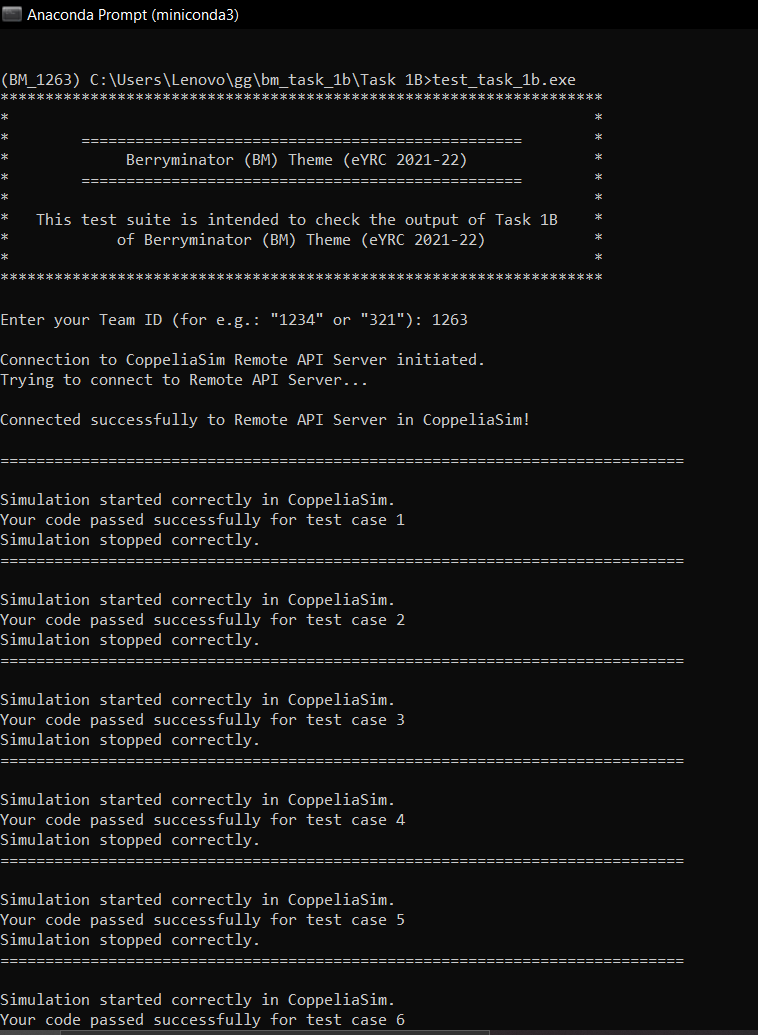 Anaconda Prompt (miniconda3)
(BM_1263) C:\Users\Lenovo\gg\bm_task_1b\Task 1B>test_task_1b.exe
*******************************************************************
*                                                                 *
*        =================================================        *
*             Berryminator (BM) Theme (eYRC 2021-22)              *
*        =================================================        *
*                                                                 *
*   This test suite is intended to check the output of Task 1B    *
*            of Berryminator (BM) Theme (eYRC 2021-22)            *
*                                                                 *
*******************************************************************
Enter your Team ID (for e.g.: "1234" or "321"): 1263
Connection to CoppeliaSim Remote API Server initiated.
Trying to connect to Remote API Server...
Connected successfully to Remote API Server in CoppeliaSim!
============================================================================
Simulation started correctly in CoppeliaSim.
Your code passed successfully for test case 1
Simulation stopped correctly.
============================================================================
Simulation started correctly in CoppeliaSim.
Your code passed successfully for test case 2
Simulation stopped correctly.
============================================================================
Simulation started correctly in CoppeliaSim.
Your code passed successfully for test case 3
Simulation stopped correctly.
============================================================================
Simulation started correctly in CoppeliaSim.
Your code passed successfully for test case 4
Simulation stopped correctly.
============================================================================
Simulation started correctly in CoppeliaSim.
Your code passed successfully for test case 5
Simulation stopped correctly.
============================================================================
Simulation started correctly in CoppeliaSim.
Your code passed successfully for test case 6